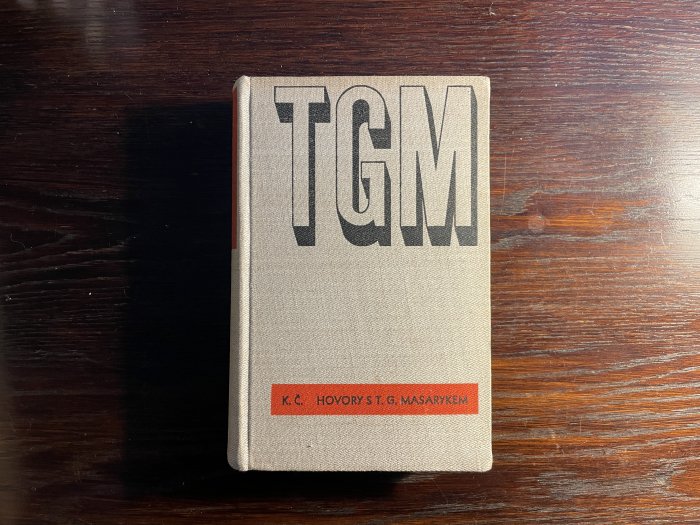 TGM
K. Č. HOVORY S T. G. MASARYKEM